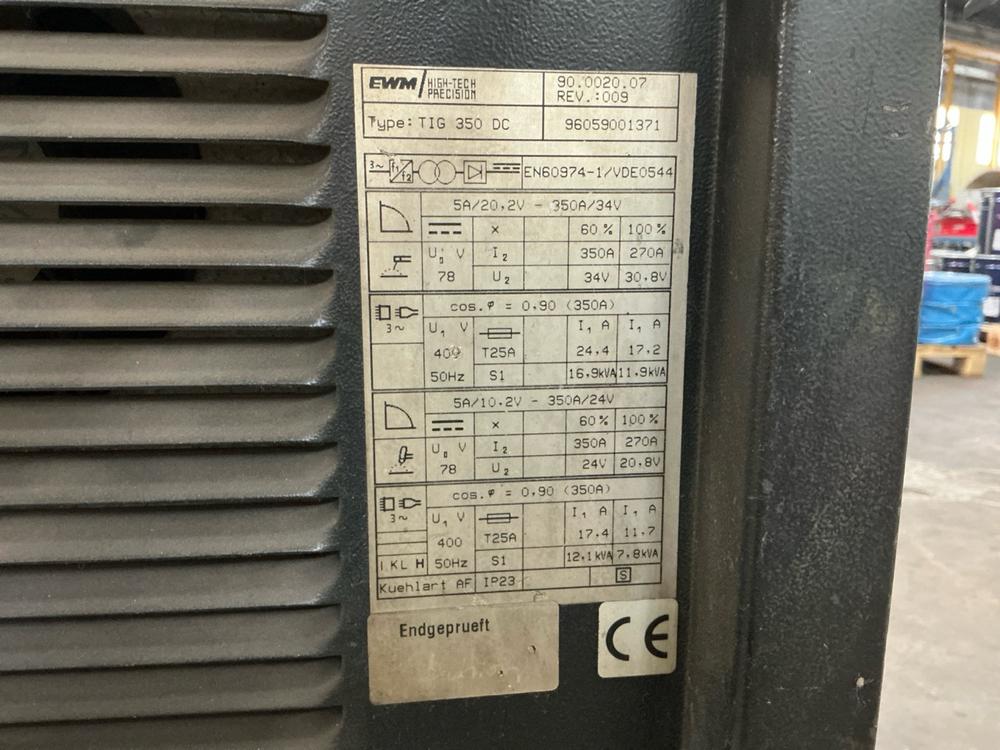 EWM HIGH-TECH PRECISION 90.0020.07 REV.:009
Type: TIG 350 DC 96059001371
3~ f1/f2 EN60974-1/VDE0544
5A/20,2V - 350A/34V
x 60% 100%
U₀ V I₂ 350A 270A
78 U₂ 34V 30.8V
cos.φ = 0,90 (350A)
3~ U₁ V I₁ A I₁ A
400 T25A 24.4 17.2
50Hz S1 16.9kVA 11.9kVA
5A/10.2V - 350A/24V
x 60% 100%
U₀ V I₂ 350A 270A
78 U₂ 24V 20.8V
cos.φ = 0,90 (350A)
3~ U₁ V I₁ A I₁ A
400 T25A 17.4 11.7
I.KL H 50Hz S1 12.1kVA 7.8kVA
Kuehlart AF IP23 S
Endgeprueft
CE